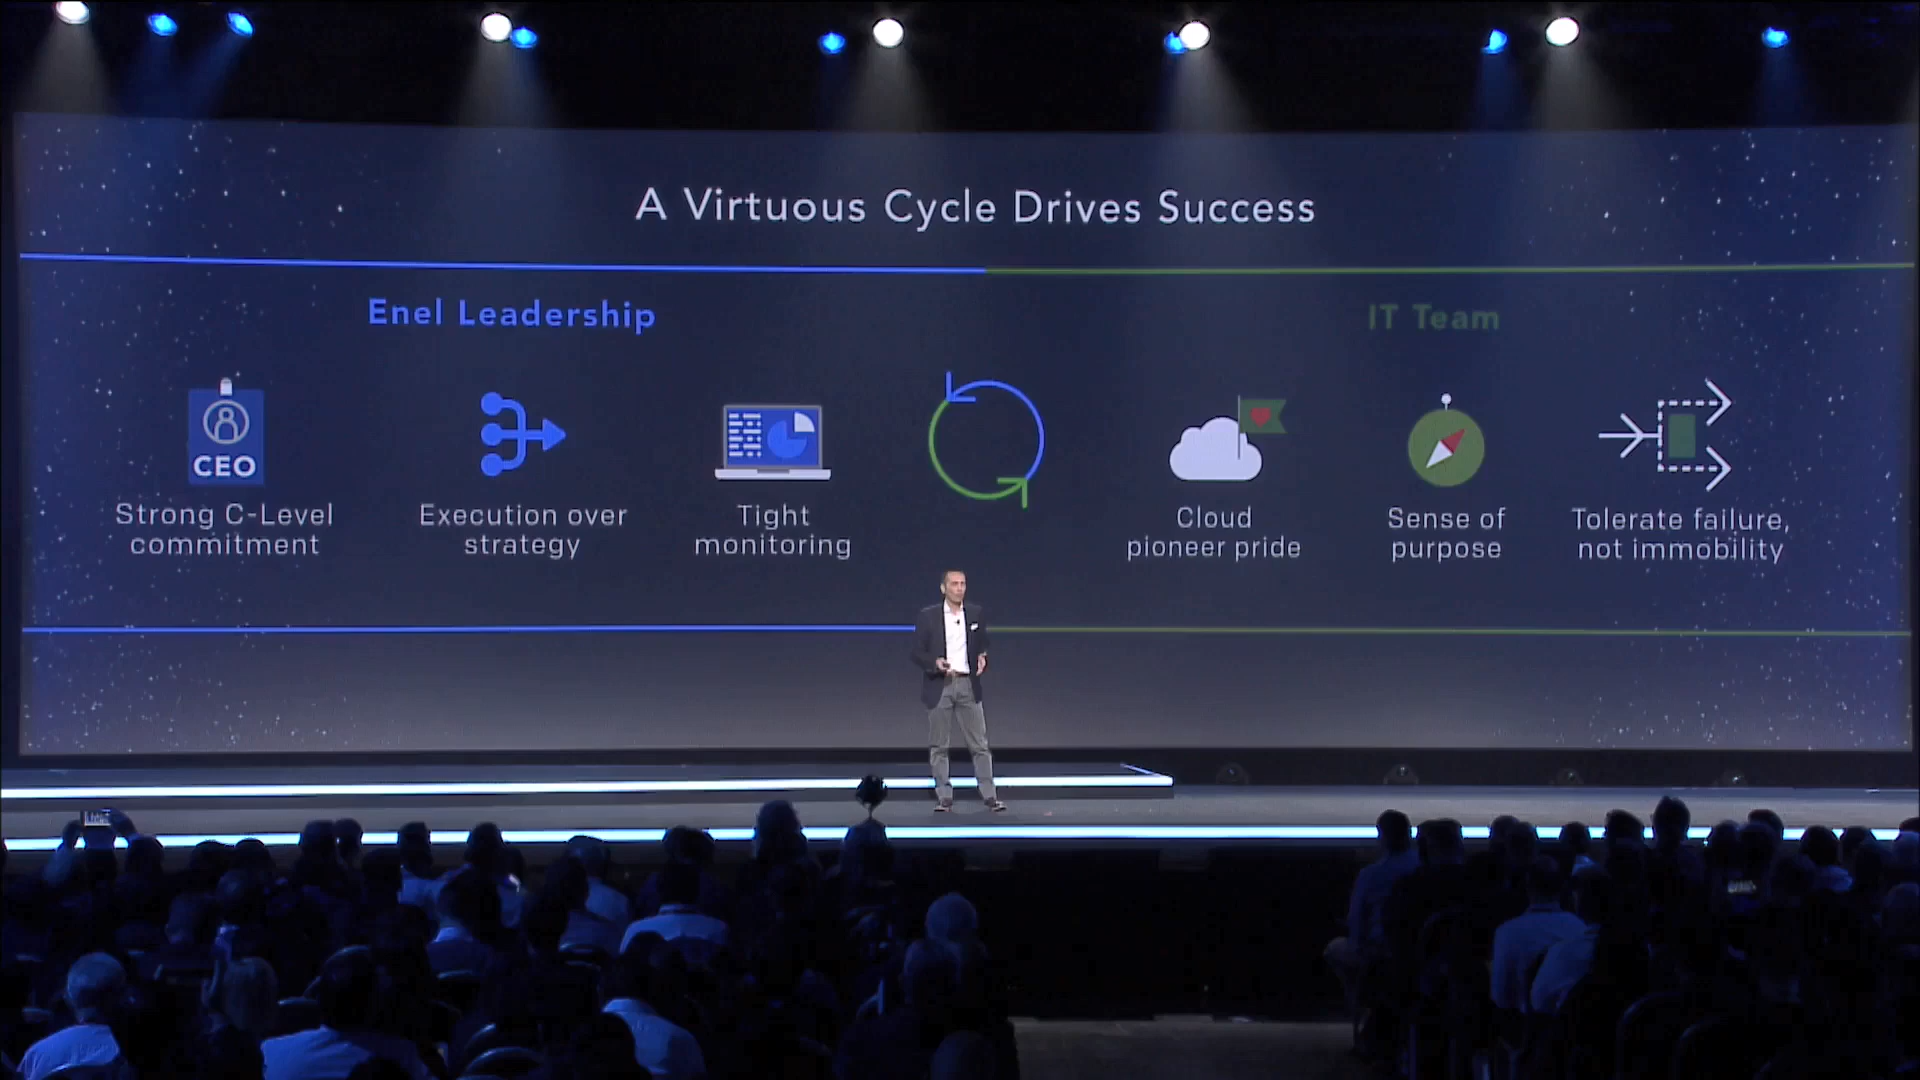 A Virtuous Cycle Drives Success
Enel Leadership
IT Team
CEO
Strong C-Level
commitment
Execution over
strategy
Tight
monitoring
Cloud
pioneer pride
Sense of
purpose
Tolerate failure,
not immobility